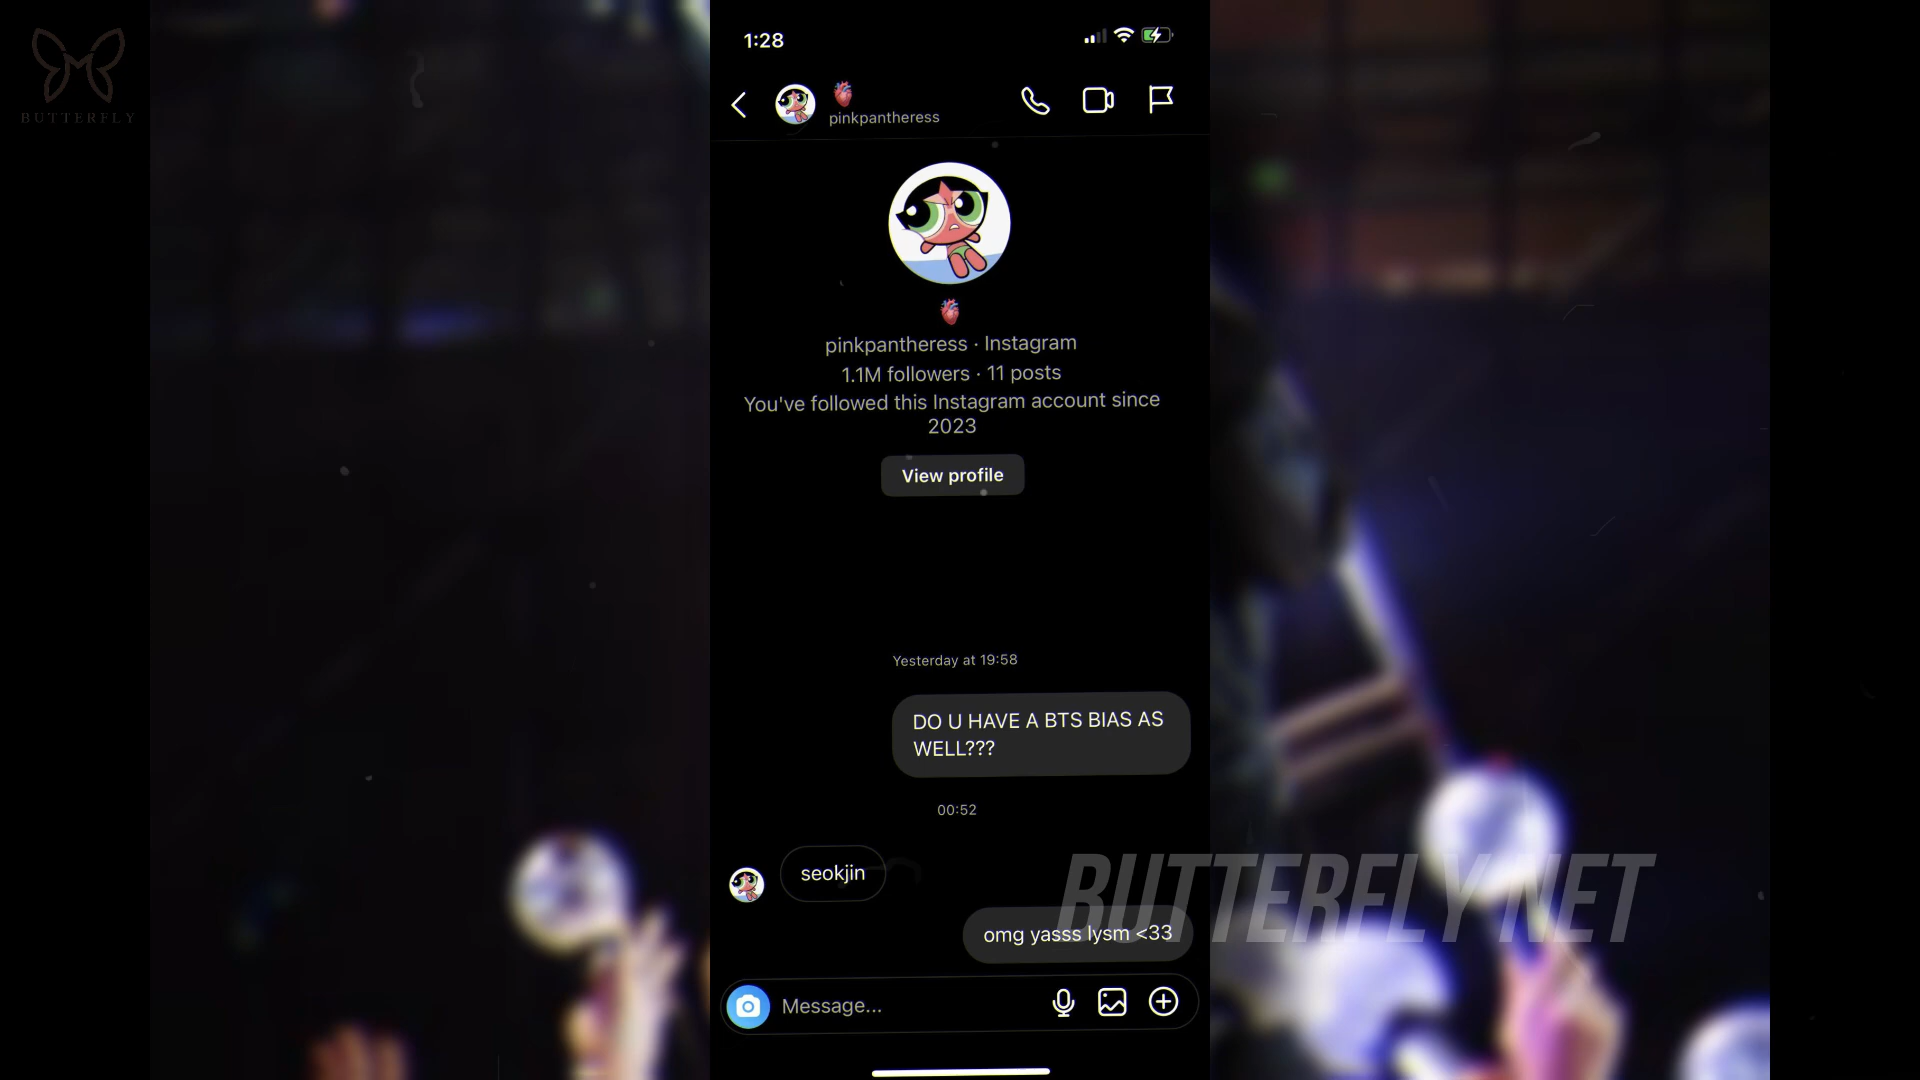 BUTTERFLY
1:28
pinkpantheress
pinkpantheress · Instagram
1.1M followers · 11 posts
You've followed this Instagram account since
2023
View profile
Yesterday at 19:58
DO U HAVE A BTS BIAS AS
WELL???
00:52
seokjin
omg yasss lysm <33
BUTTERFLY NET
Message...